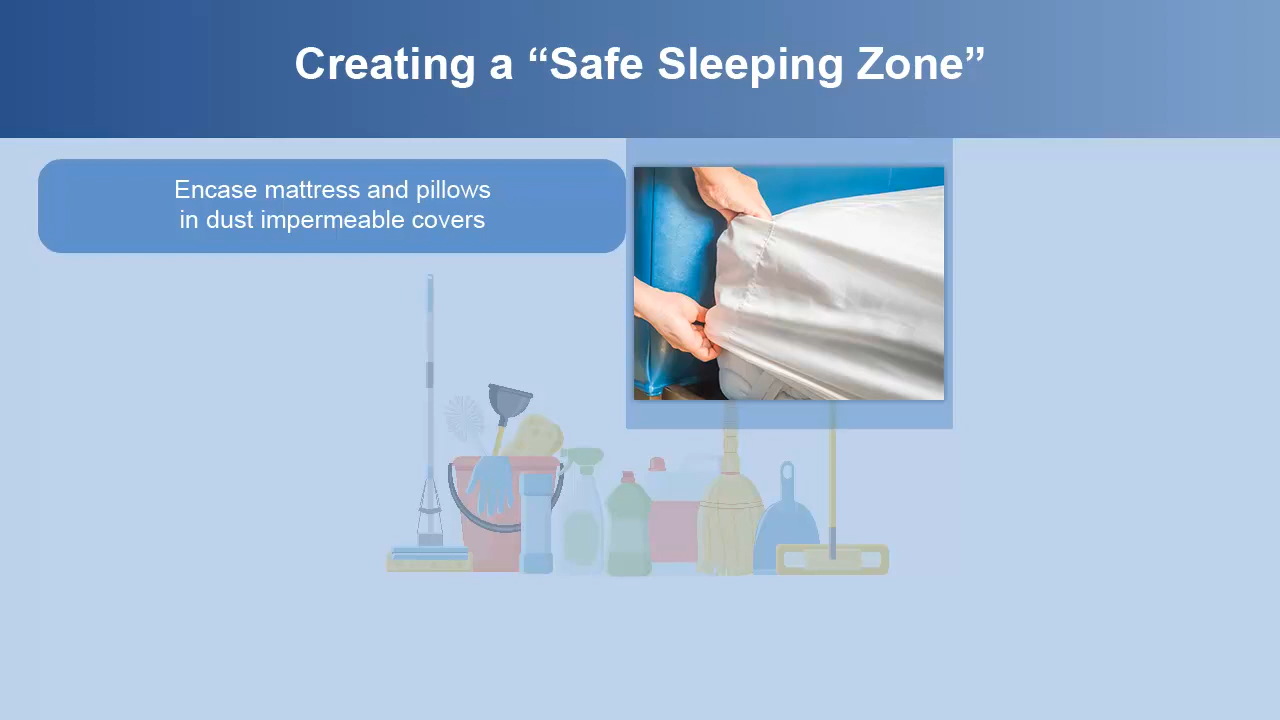 Creating a “Safe Sleeping Zone”
Encase mattress and pillows
in dust impermeable covers